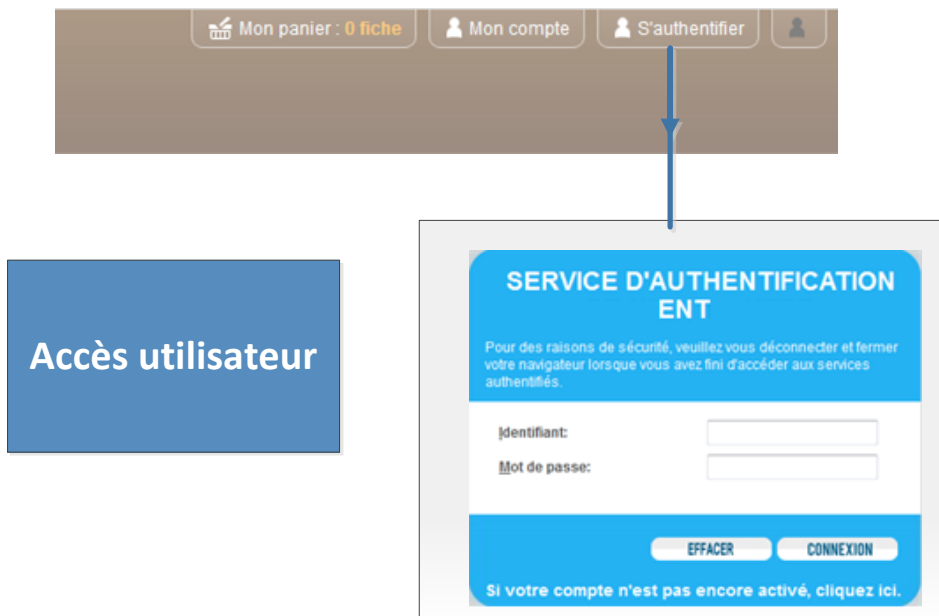 Mon panier : 0 fiche
Mon compte
S'authentifier
Accès utilisateur
SERVICE D'AUTHENTIFICATION
ENT
Pour des raisons de sécurité, veuillez vous déconnecter et fermer
votre navigateur lorsque vous avez fini d'accéder aux services
authentifiés.
Identifiant:
Mot de passe:
EFFACER
CONNEXION
Si votre compte n'est pas encore activé, cliquez ici.